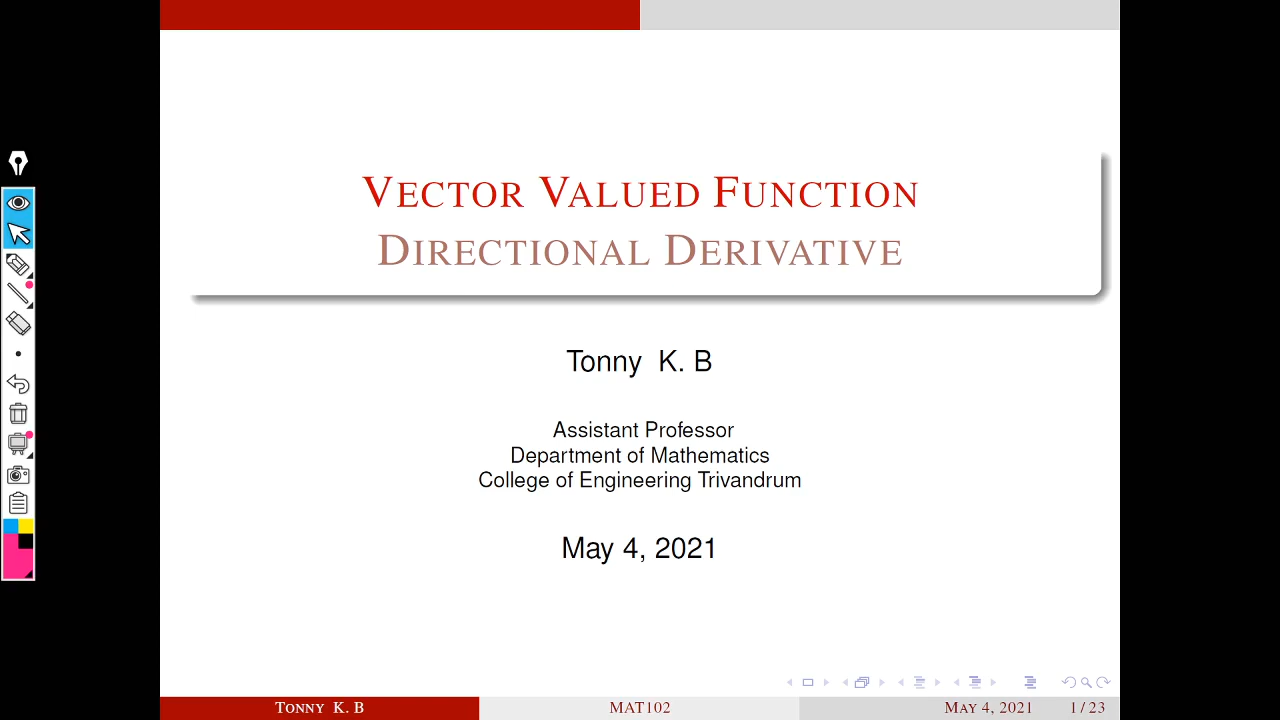 VECTOR VALUED FUNCTION
DIRECTIONAL DERIVATIVE
Tonny K. B
Assistant Professor
Department of Mathematics
College of Engineering Trivandrum
May 4, 2021
TONNY K. B MAT102 MAY 4, 2021 1 / 23